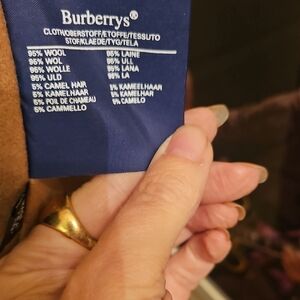 Burberrys®
CLOTH/OBERSTOFF/ETOFFE/TESSUTO
STOF/KLAEDE/TYG/TELA
95% WOOL 95% LAINE
95% WOL 95% ULL
95% WOLLE 95% LANA
95% ULD 95% LÃ
5% CAMEL HAIR 5% KAMEELHAAR
5% KAMELHAAR 5% KAMELHAR
5% POIL DE CHAMEAU 5% CAMELO
5% CAMMELLO